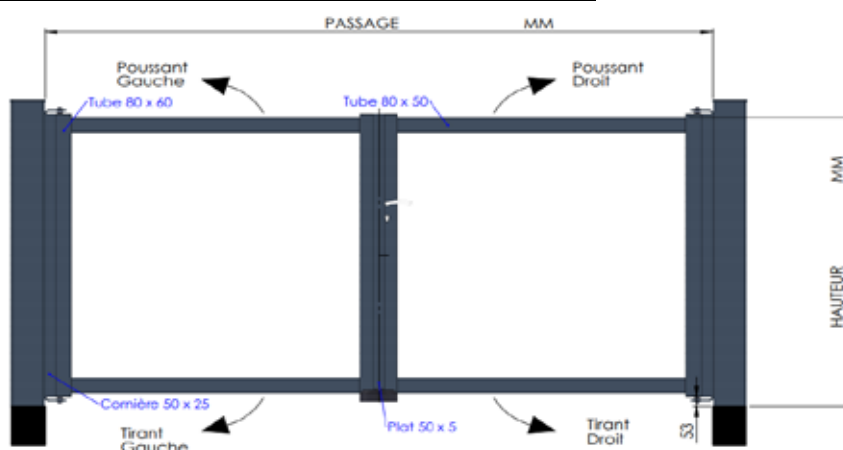 PASSAGE MM
Poussant
Gauche
Poussant
Droit
Tube 80 x 60
Tube 80 x 50
MM
HAUTEUR
Cornière 50 x 25
Plat 50 x 5
53
Tirant
Gauche
Tirant
Droit